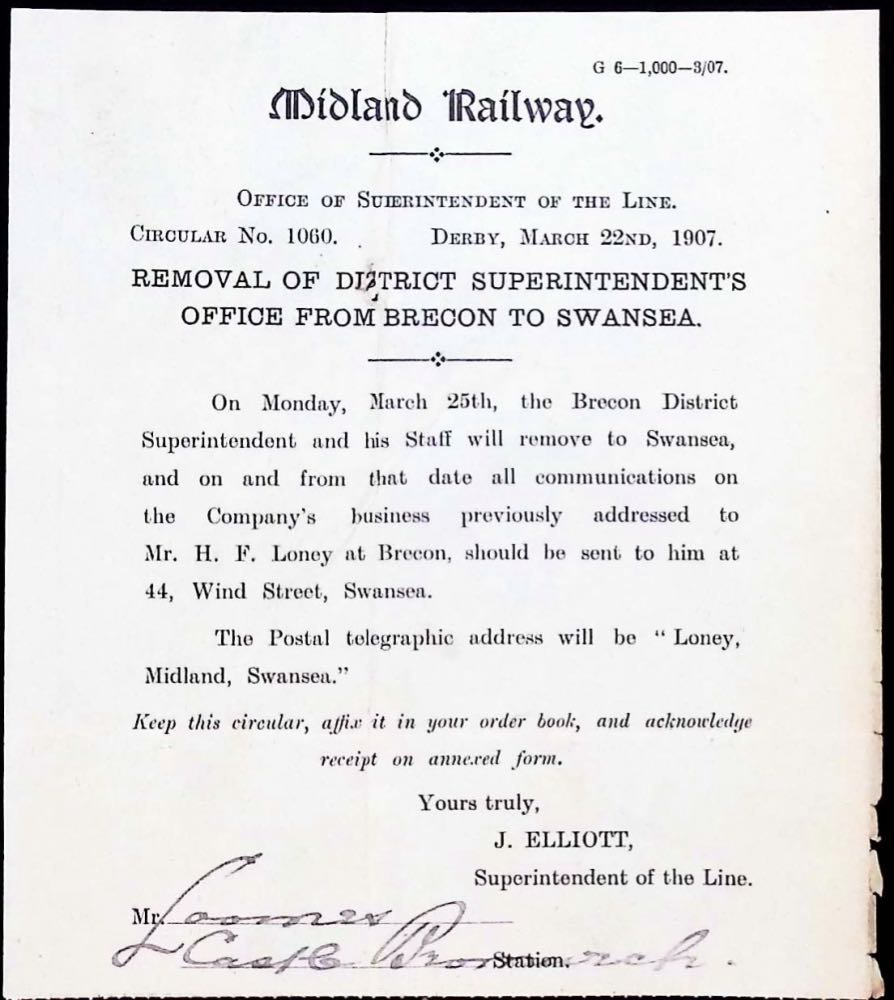 G 6—1,000—3/07.
Midland Railway.
OFFICE OF SUIERINTENDENT OF THE LINE.
CIRCULAR NO. 1060. DERBY, MARCH 22ND, 1907.
REMOVAL OF DISTRICT SUPERINTENDENT'S
OFFICE FROM BRECON TO SWANSEA.
On Monday, March 25th, the Brecon District
Superintendent and his Staff will remove to Swansea,
and on and from that date all communications on
the Company's business previously addressed to
Mr. H. F. Loney at Brecon, should be sent to him at
44, Wind Street, Swansea.
The Postal telegraphic address will be "Loney,
Midland, Swansea."
Keep this circular, affix it in your order book, and acknowledge
receipt on annexed form.
Yours truly,
J. ELLIOTT,
Superintendent of the Line.
Mr.
Castle Bromwich. Station.